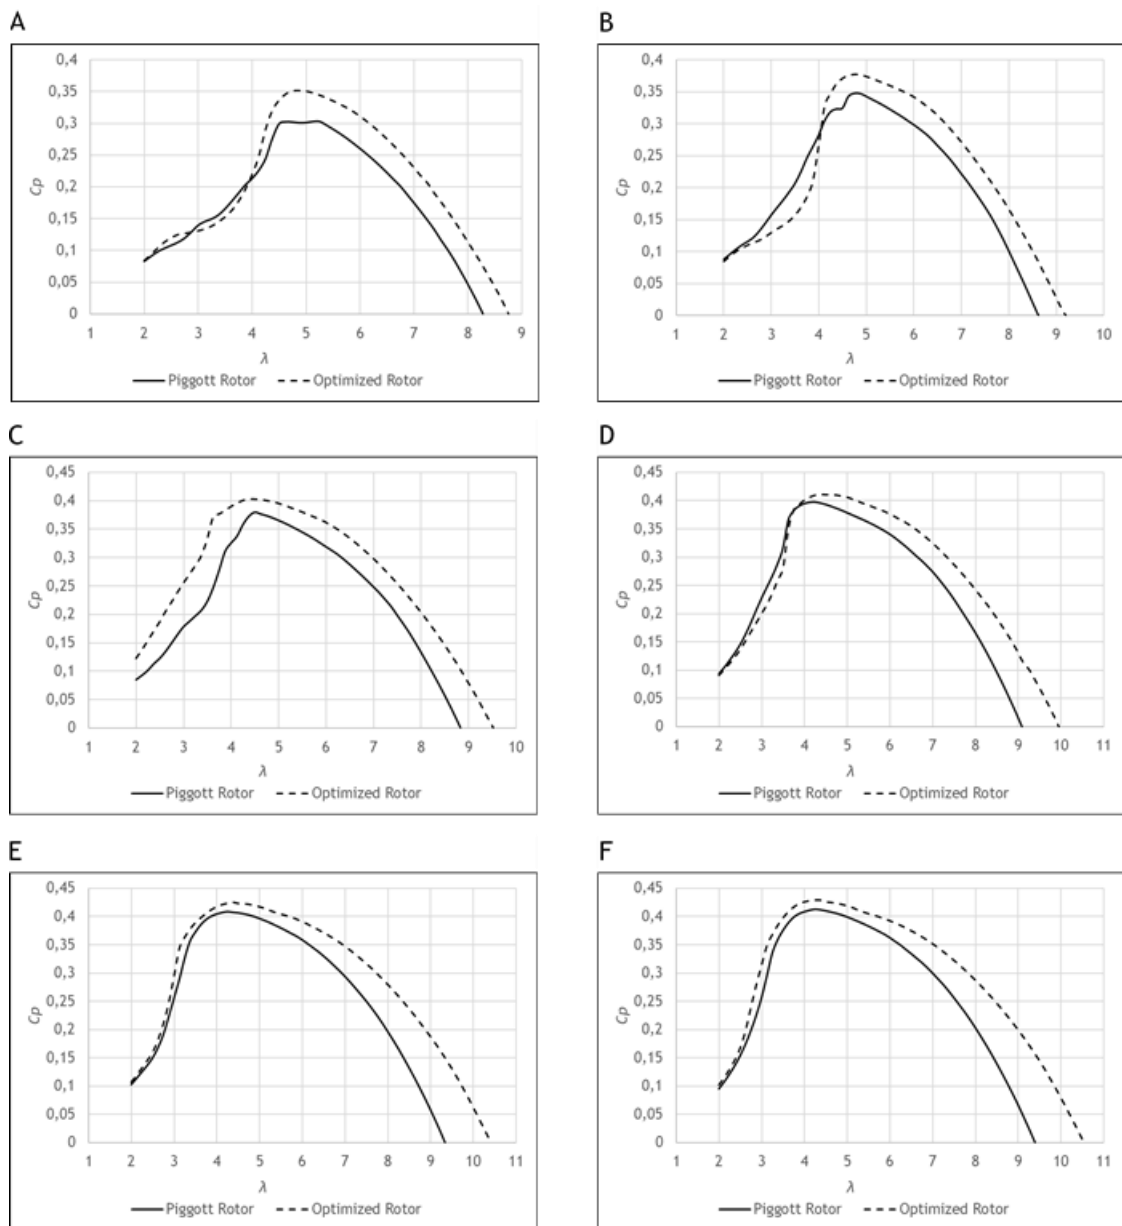 A
0,4
0,35
0,3
0,25
0,2
0,15
0,1
0,05
0
Cp
1 2 3 4 5 6 7 8 9
λ
Piggott Rotor Optimized Rotor
B
0,4
0,35
0,3
0,25
0,2
0,15
0,1
0,05
0
Cp
1 2 3 4 5 6 7 8 9 10
λ
Piggott Rotor Optimized Rotor
C
0,45
0,4
0,35
0,3
0,25
0,2
0,15
0,1
0,05
0
Cp
1 2 3 4 5 6 7 8 9 10
λ
Piggott Rotor Optimized Rotor
D
0,45
0,4
0,35
0,3
0,25
0,2
0,15
0,1
0,05
0
Cp
1 2 3 4 5 6 7 8 9 10 11
λ
Piggott Rotor Optimized Rotor
E
0,45
0,4
0,35
0,3
0,25
0,2
0,15
0,1
0,05
0
Cp
1 2 3 4 5 6 7 8 9 10 11
λ
Piggott Rotor Optimized Rotor
F
0,45
0,4
0,35
0,3
0,25
0,2
0,15
0,1
0,05
0
Cp
1 2 3 4 5 6 7 8 9 10 11
λ
Piggott Rotor Optimized Rotor